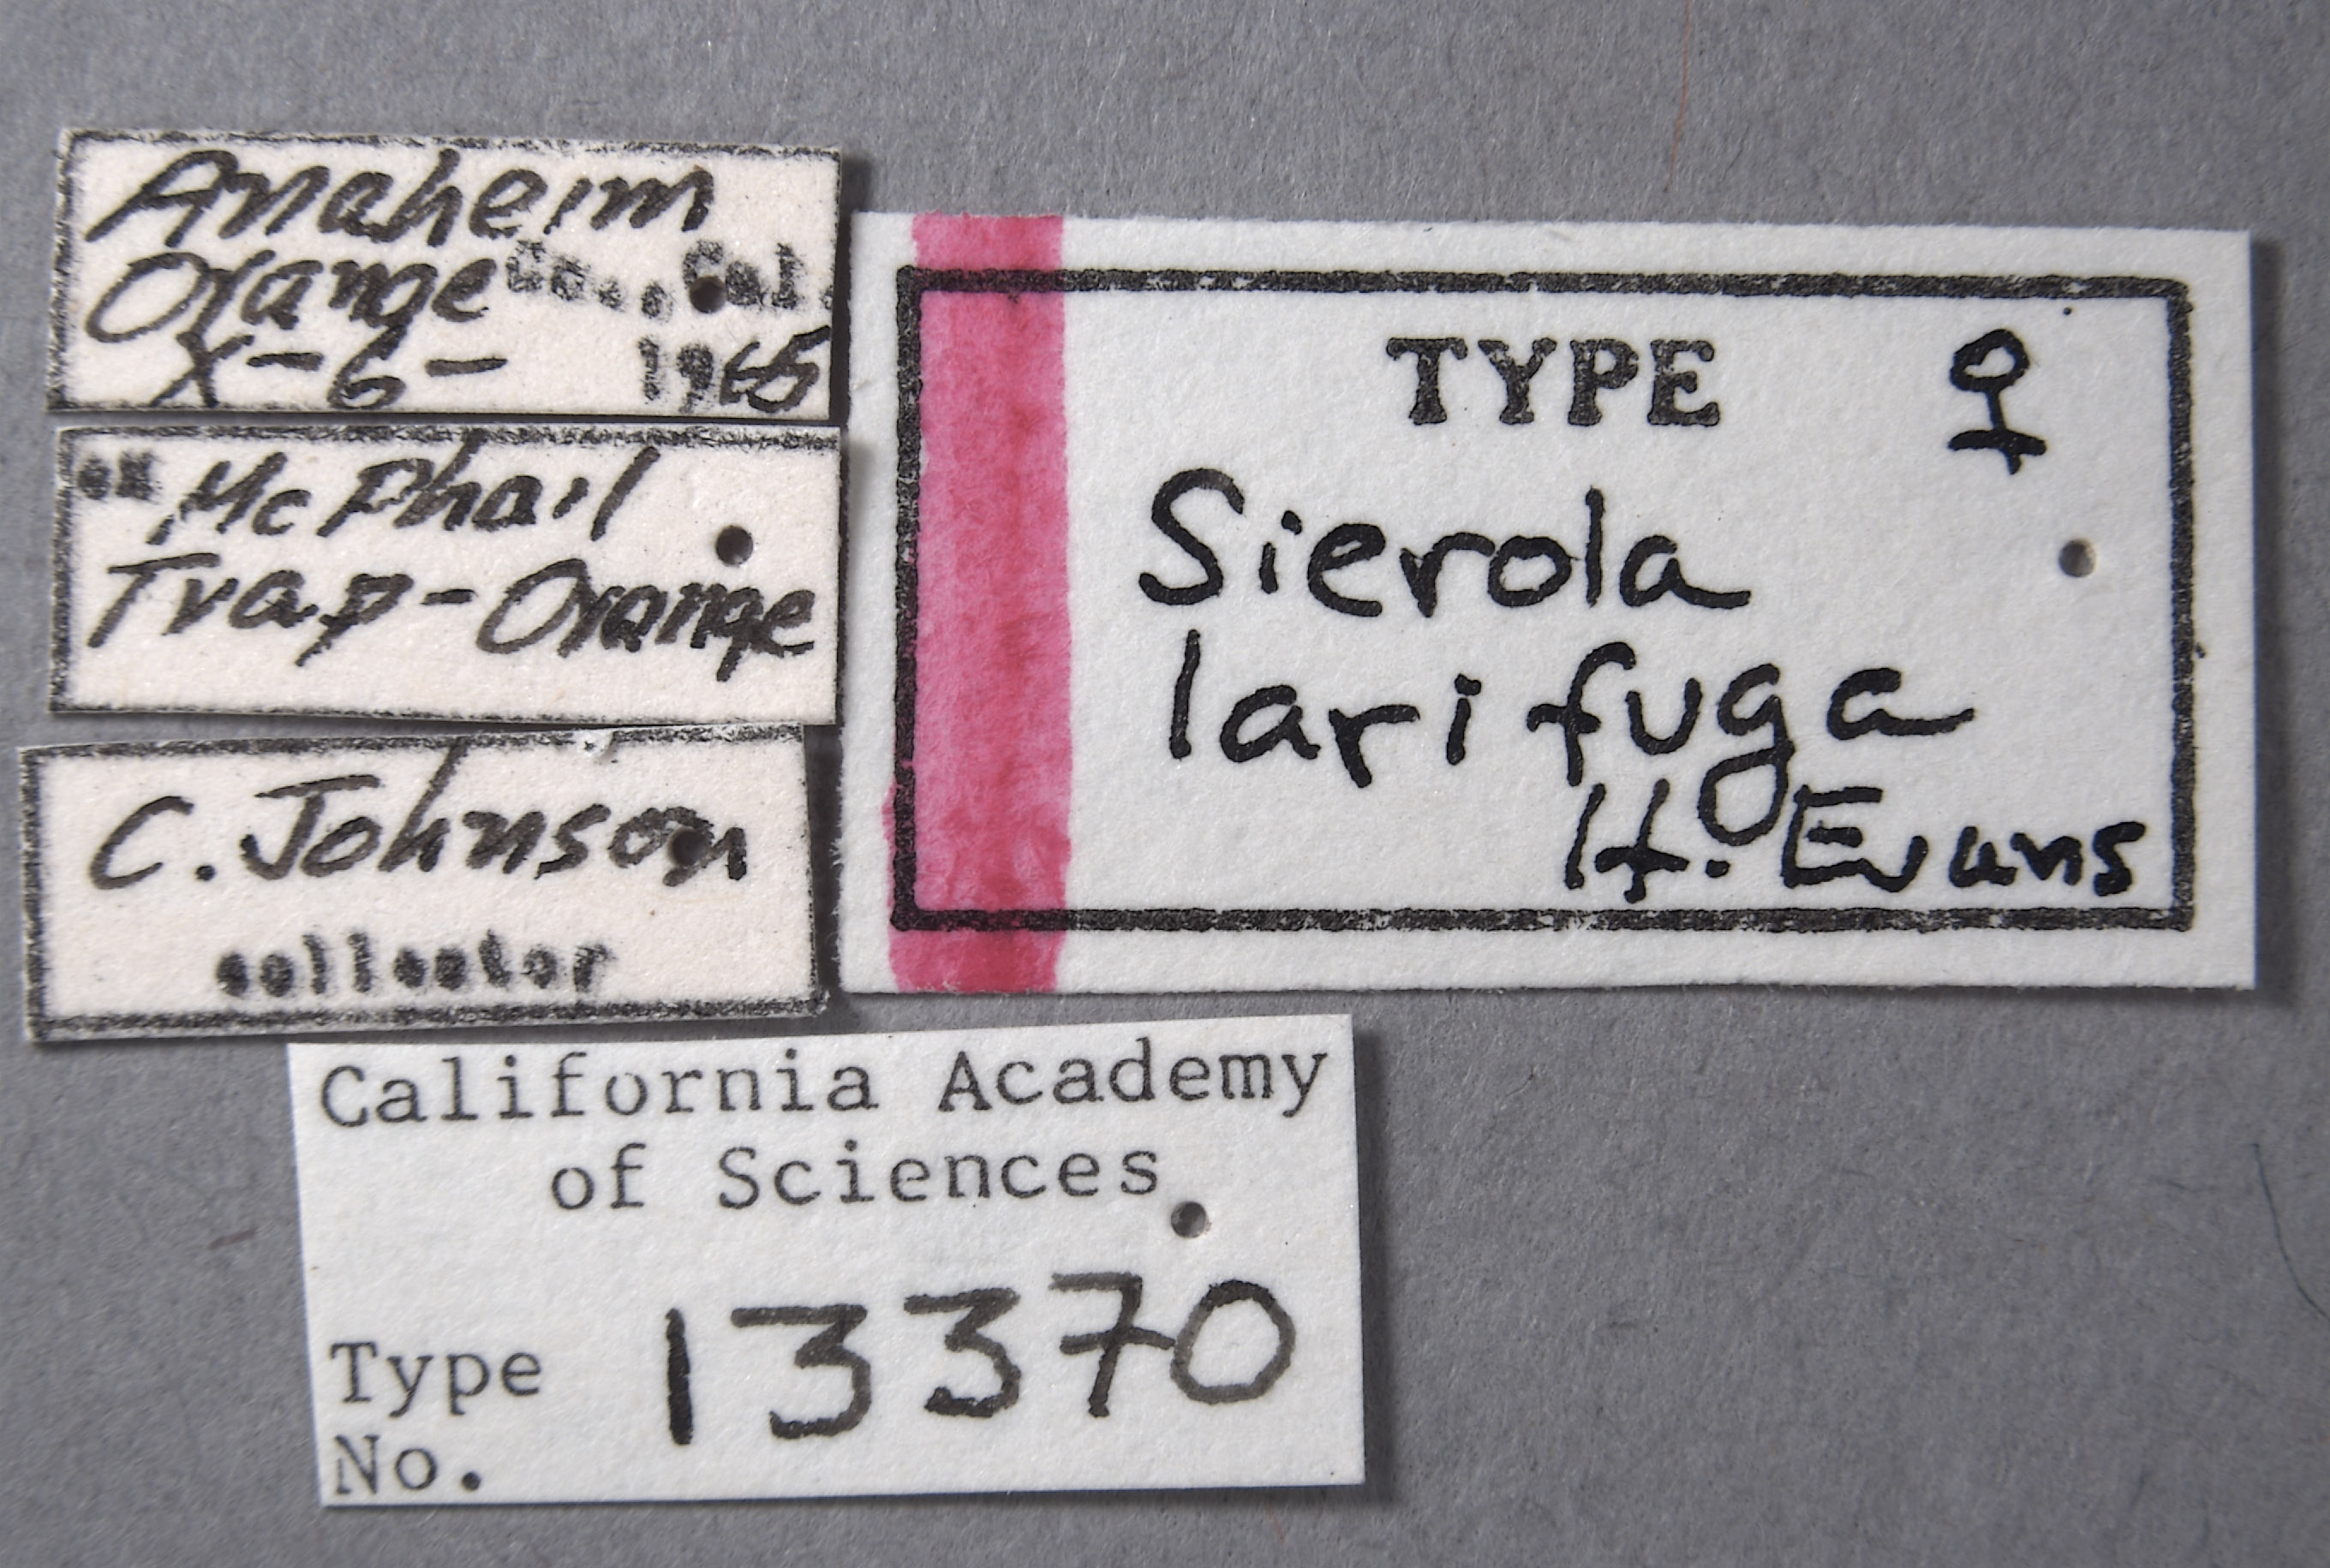 Anaheim
Orange Co., Cal.
X-6- 1965
on McPhail
Trap-Orange
C. Johnson
collector
TYPE ♀
Sierola
larifuga
H. Evans
California Academy
of Sciences
Type
No. 13370